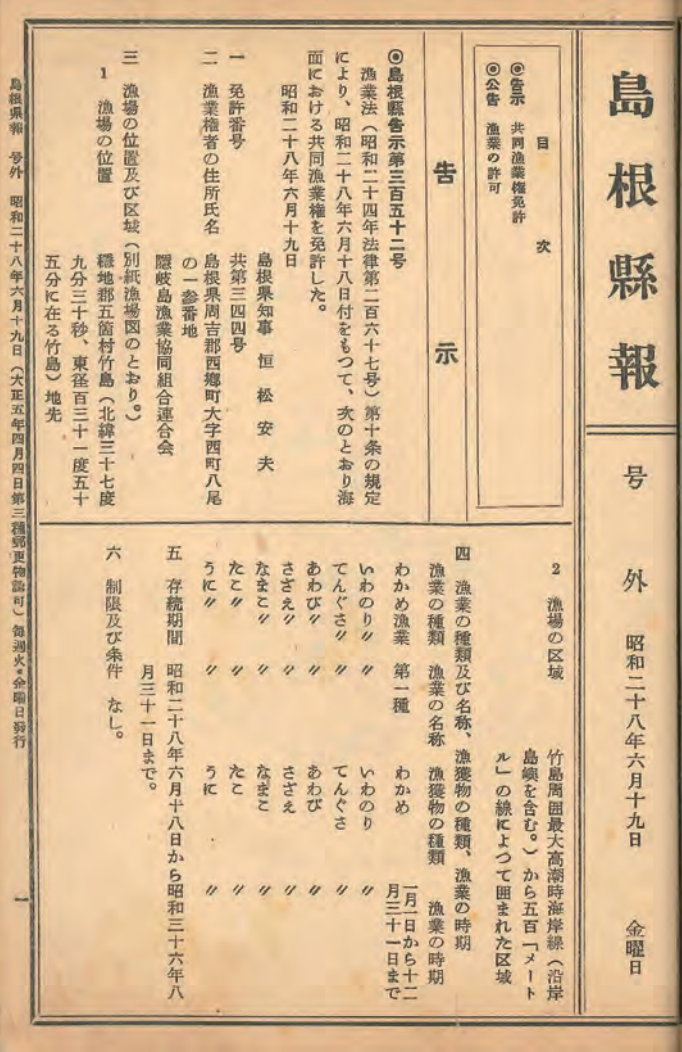 島根縣報
号外
昭和二十八年六月十九日
金曜日
目次
◎告示 共同漁業権免許
◎公告 漁業の許可
告示
◎島根縣告示第三百五十二号
漁業法(昭和二十四年法律第二百六十七号)第十条の規定
により、昭和二十八年六月十八日付をもつて、次のとおり海
面における共同漁業権を免許した。
昭和二十八年六月十九日
島根県知事 恒松安夫
一 免許番号 共第三四四号
二 漁業権者の住所氏名 島根県周吉郡西郷町大字西町八尾
の一参番地
隠岐島漁業協同組合連合会
三 漁場の位置及び区域(別紙漁場図のとおり。)
1 漁場の位置 穏地郡五箇村竹島(北緯三十七度
九分三十秒、東径百三十一度五十
五分に在る竹島)地先
2 漁場の区域 竹島周囲最大高潮時海岸線(沿岸
島嶼を含む。)から五百「メート
ル」の線によつて囲まれた区域
四 漁業の種類及び名称、漁獲物の種類、漁業の時期
漁業の種類 漁業の名称 漁獲物の種類 漁業の時期
わかめ漁業 第一種 わかめ 一月一日から十二
月三十一日まで
いわのり〃 〃 いわのり 〃
てんぐさ〃 〃 てんぐさ 〃
あわび〃 〃 あわび 〃
さざえ〃 〃 さざえ 〃
なまこ〃 〃 なまこ 〃
たこ〃 〃 たこ 〃
うに〃 〃 うに 〃
五 存続期間 昭和二十八年六月十八日から昭和三十六年八
月三十一日まで。
六 制限及び条件 なし。
島根県報 号外 昭和二十八年六月十九日(大正五年四月四日第三種郵更物認可)毎週火・金曜日発行
一